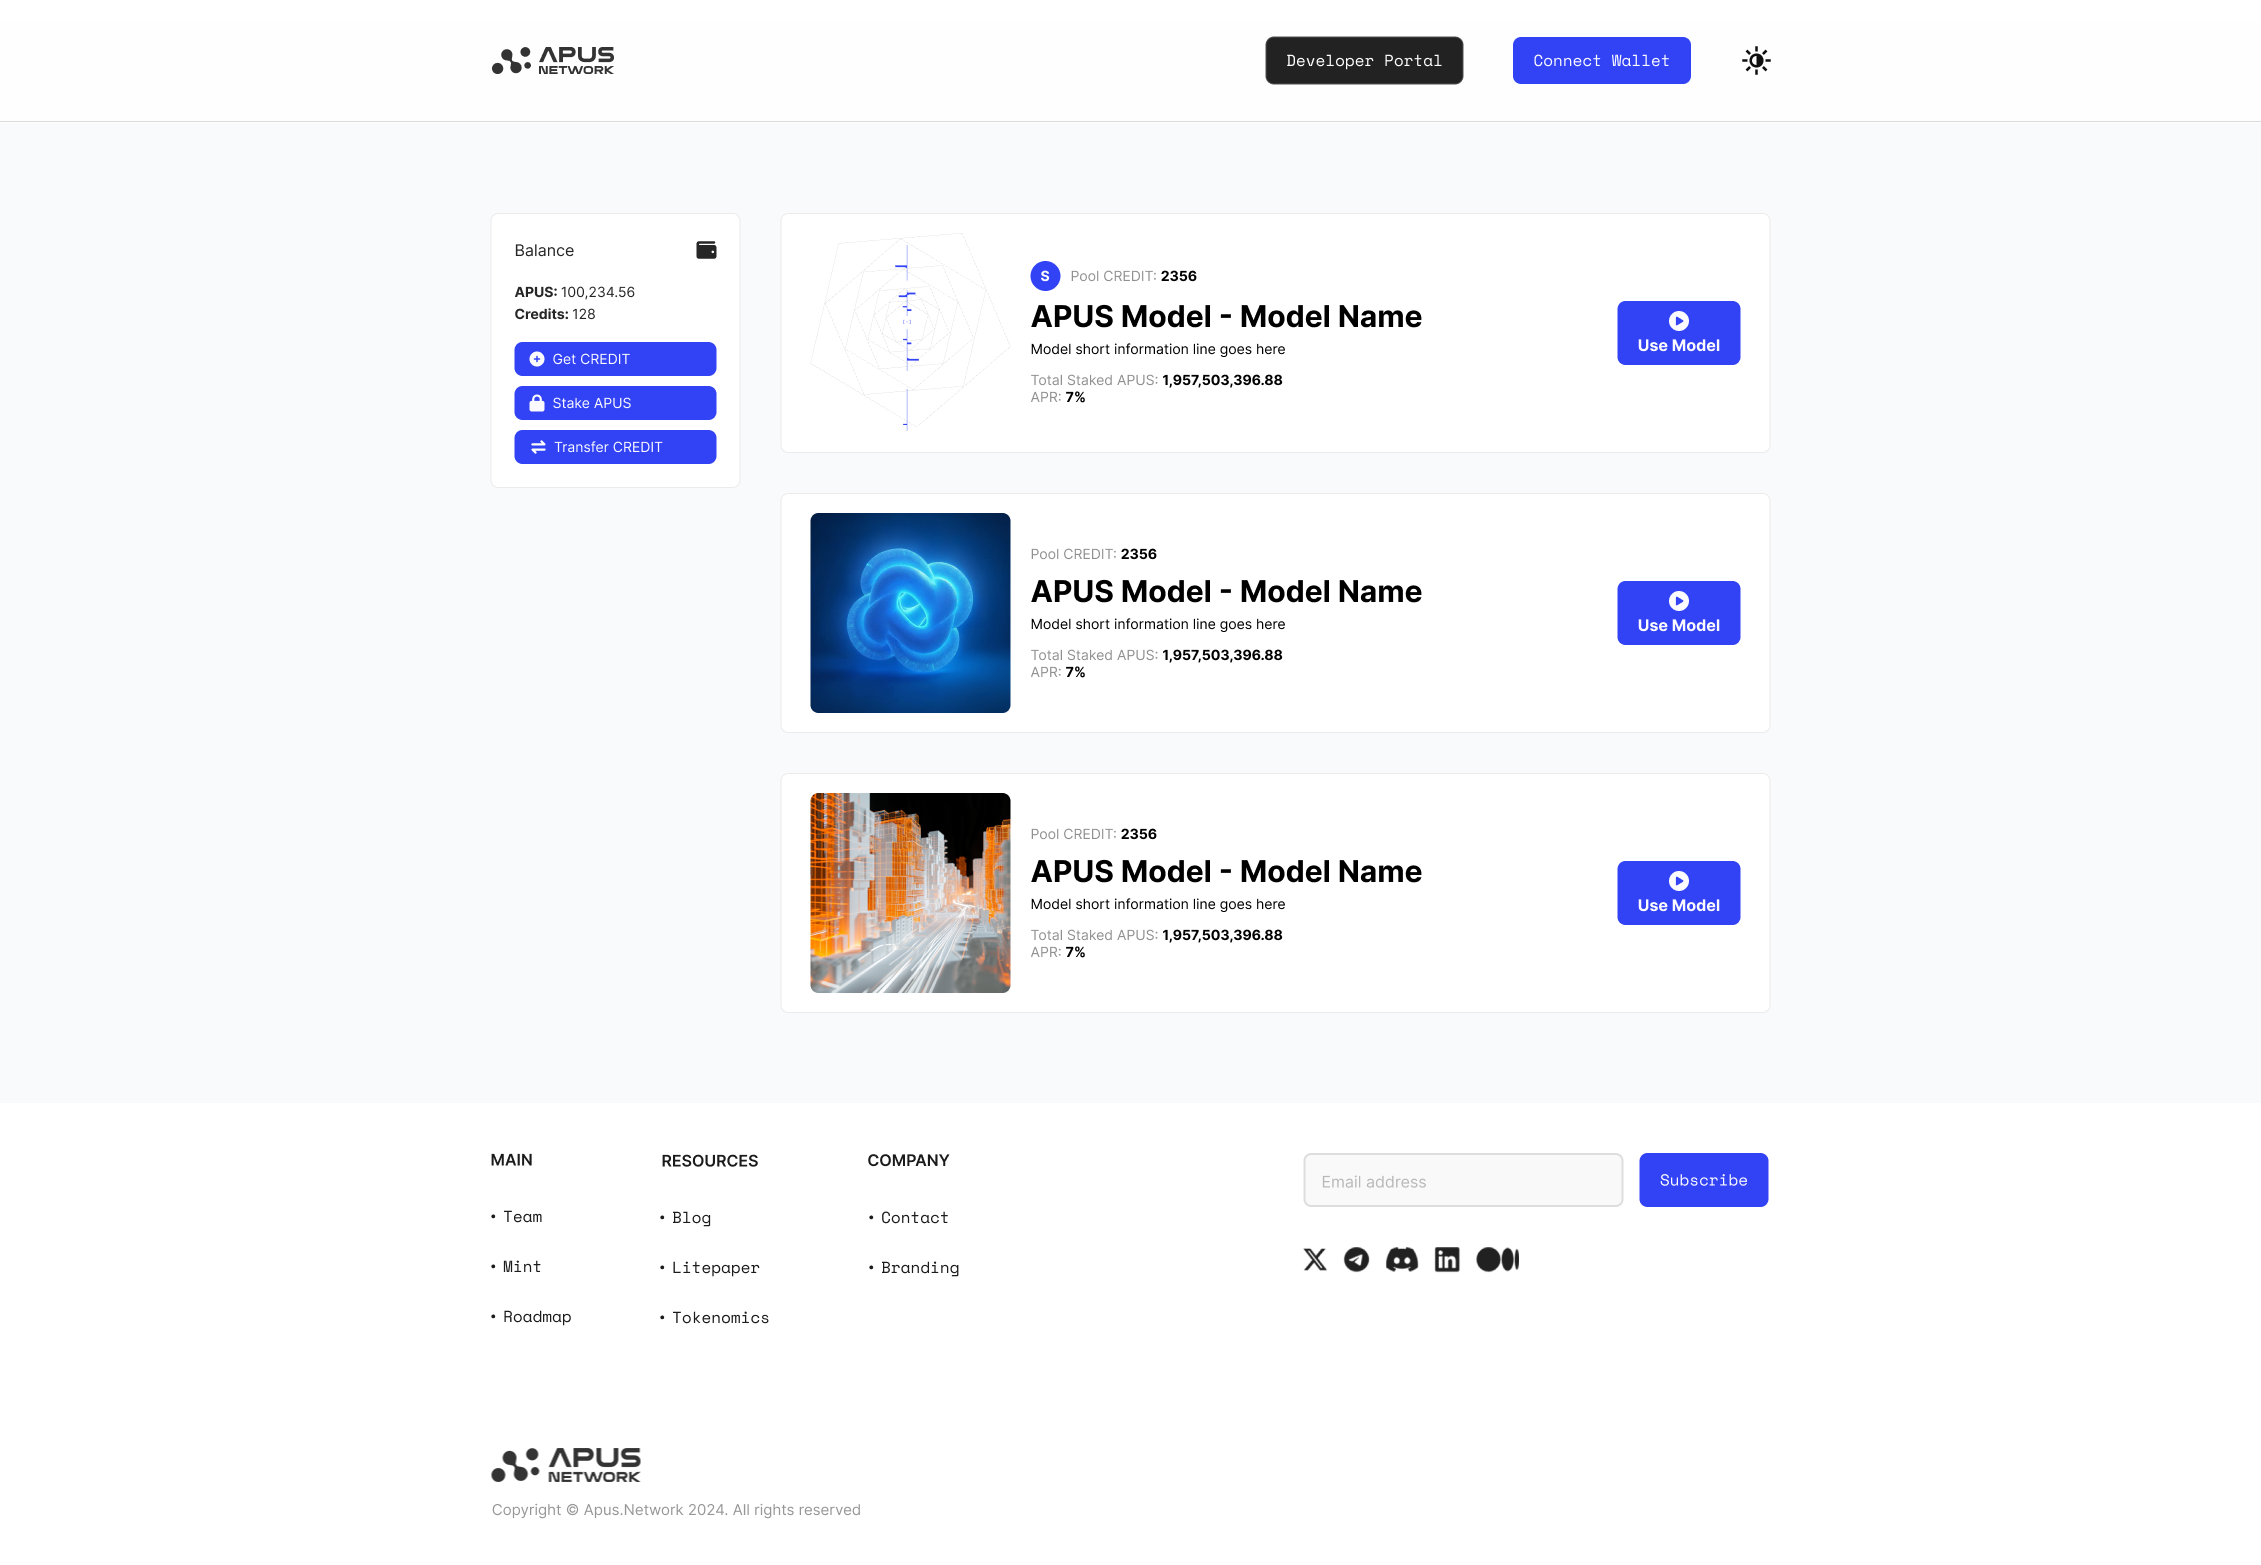 APUS
NETWORK
Developer Portal
Connect Wallet
Balance
APUS: 100,234.56
Credits: 128
Get CREDIT
Stake APUS
Transfer CREDIT
S Pool CREDIT: 2356
APUS Model - Model Name
Model short information line goes here
Total Staked APUS: 1,957,503,396.88
APR: 7%
Use Model
Pool CREDIT: 2356
APUS Model - Model Name
Model short information line goes here
Total Staked APUS: 1,957,503,396.88
APR: 7%
Use Model
Pool CREDIT: 2356
APUS Model - Model Name
Model short information line goes here
Total Staked APUS: 1,957,503,396.88
APR: 7%
Use Model
MAIN
• Team
• Mint
• Roadmap
RESOURCES
• Blog
• Litepaper
• Tokenomics
COMPANY
• Contact
• Branding
Email address
Subscribe
APUS
NETWORK
Copyright © Apus.Network 2024. All rights reserved